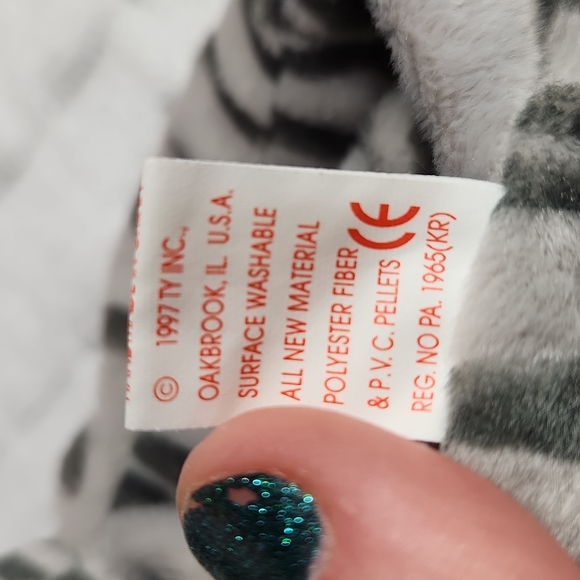 © 1997 TY INC.,
OAKBROOK, IL U.S.A.
SURFACE WASHABLE
ALL NEW MATERIAL
POLYESTER FIBER
& P.V.C. PELLETS CE
REG. NO PA. 1965(KR)